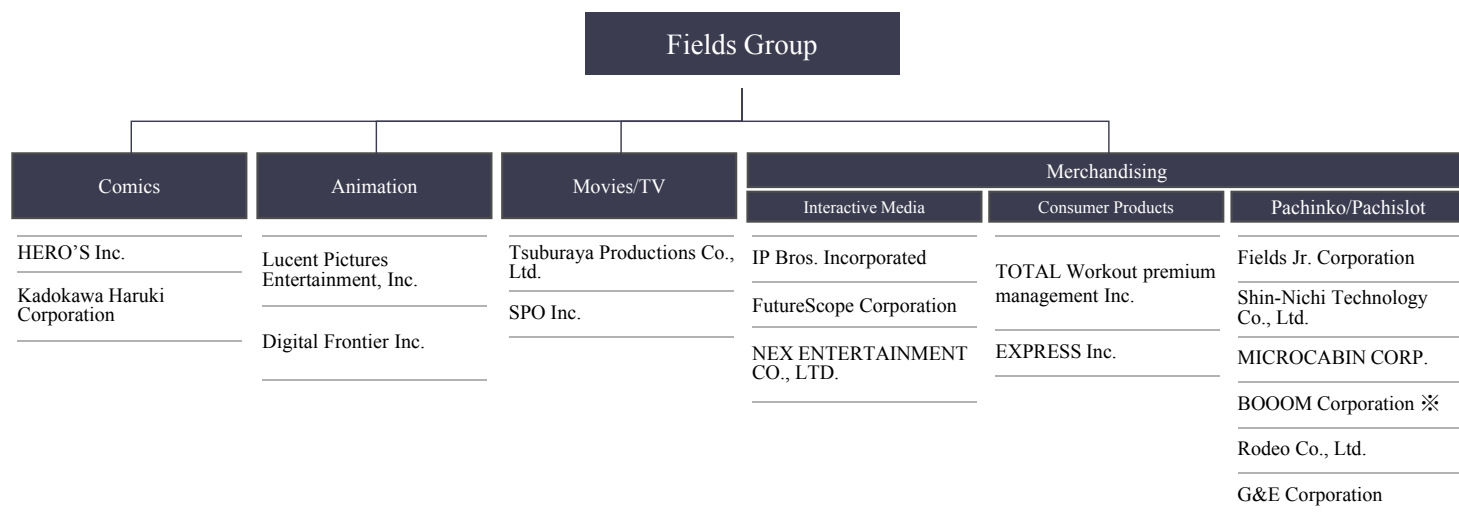 Fields Group
Comics
Animation
Movies/TV
Merchandising
Interactive Media
Consumer Products
Pachinko/Pachislot
HERO'S Inc.
Kadokawa Haruki
Corporation
Lucent Pictures
Entertainment, Inc.
Digital Frontier Inc.
Tsuburaya Productions Co.,
Ltd.
SPO Inc.
IP Bros. Incorporated
FutureScope Corporation
NEX ENTERTAINMENT
CO., LTD.
TOTAL Workout premium
management Inc.
EXPRESS Inc.
Fields Jr. Corporation
Shin-Nichi Technology
Co., Ltd.
MICROCABIN CORP.
BOOOM Corporation ※
Rodeo Co., Ltd.
G&E Corporation